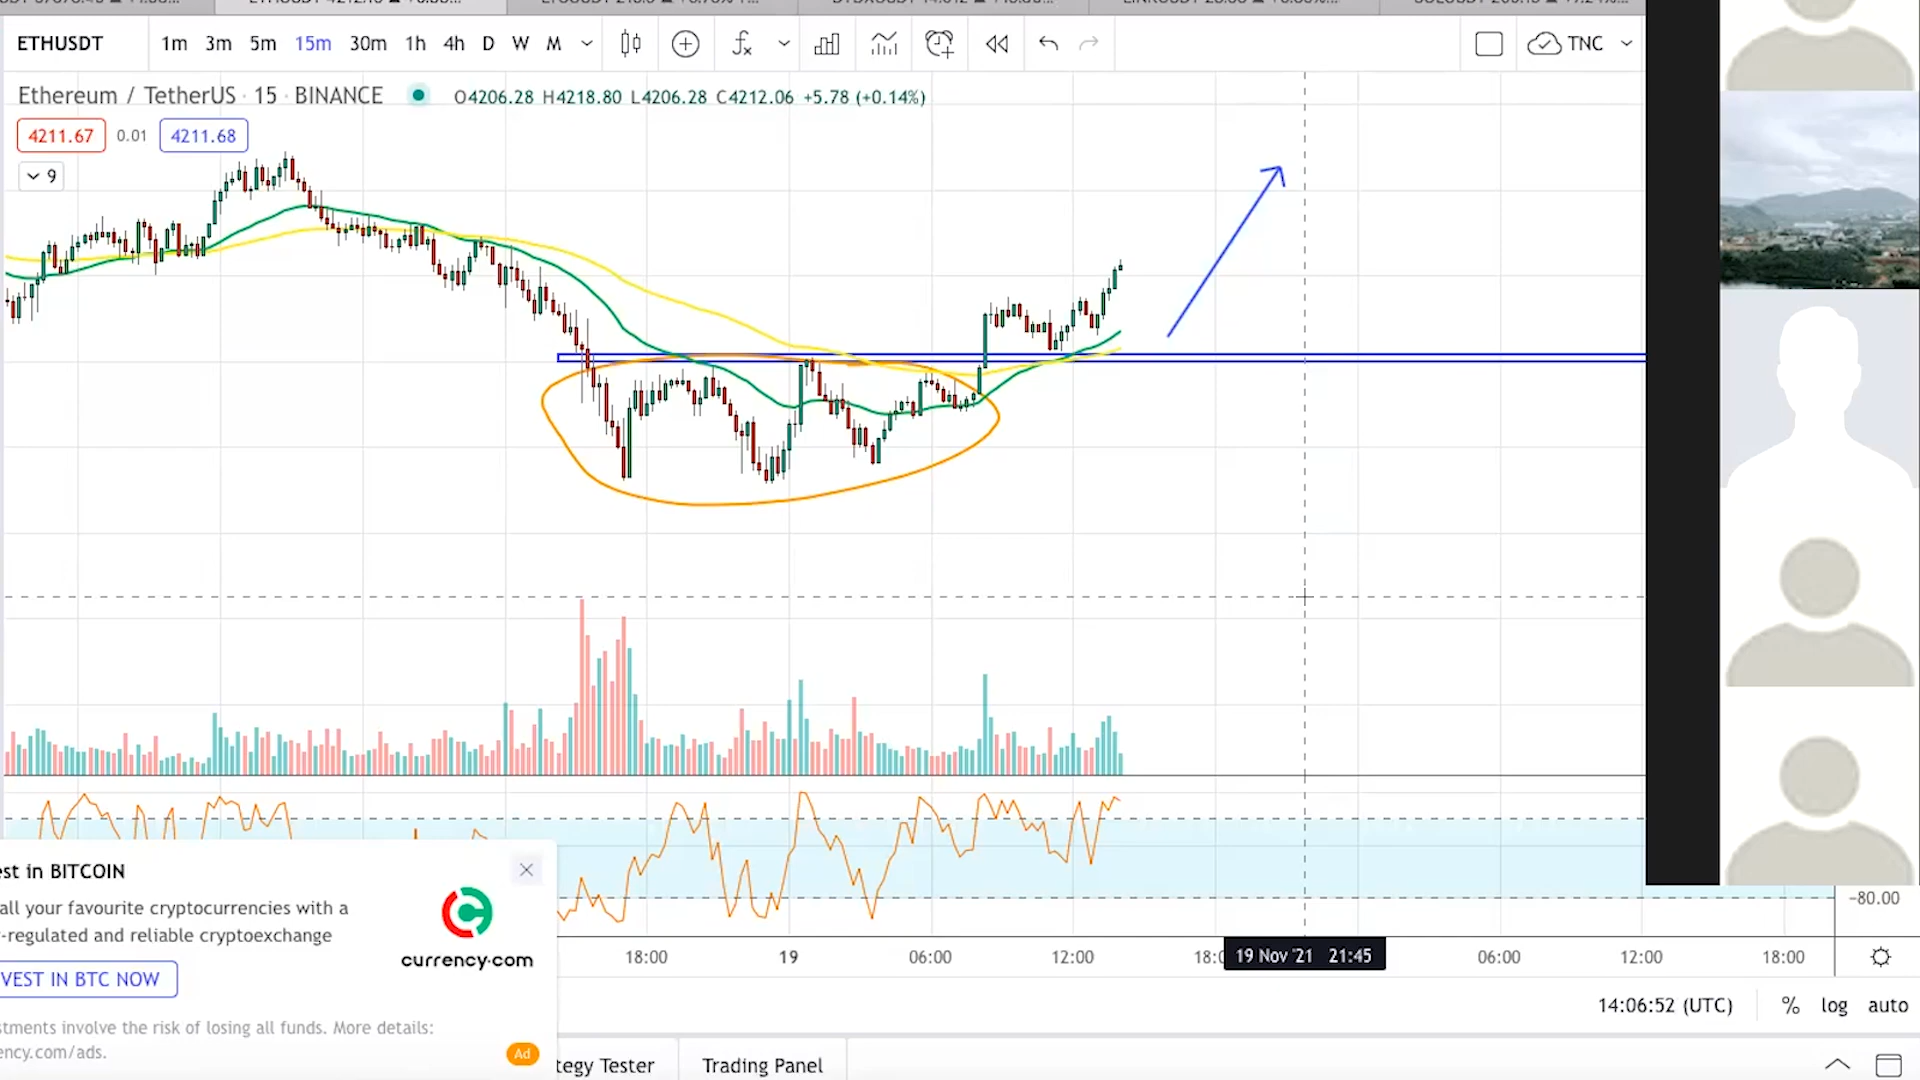 ETHUSDT
1m 3m 5m 15m 30m 1h 4h D W M
TNC
Ethereum / TetherUS · 15 · BINANCE
O4206.28 H4218.80 L4206.28 C4212.06 +5.78 (+0.14%)
4211.67 0.01 4211.68
9
-80.00
18:00 19 06:00 12:00 18:0 19 Nov '21 21:45 06:00 12:00 18:00
est in BITCOIN
all your favourite cryptocurrencies with a
-regulated and reliable cryptoexchange
VEST IN BTC NOW
currency.com
stments involve the risk of losing all funds. More details:
ency.com/ads.
Ad
14:06:52 (UTC) % log auto
tegy Tester Trading Panel